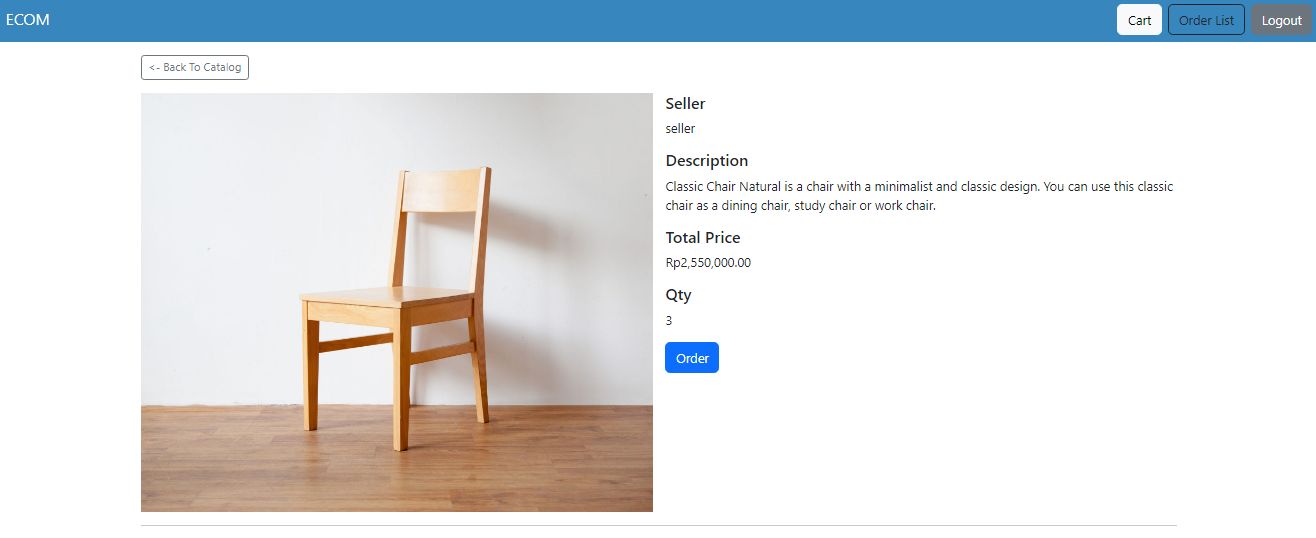 ECOM
Cart
Order List
Logout
<- Back To Catalog
Seller
seller
Description
Classic Chair Natural is a chair with a minimalist and classic design. You can use this classic
chair as a dining chair, study chair or work chair.
Total Price
Rp2,550,000.00
Qty
3
Order